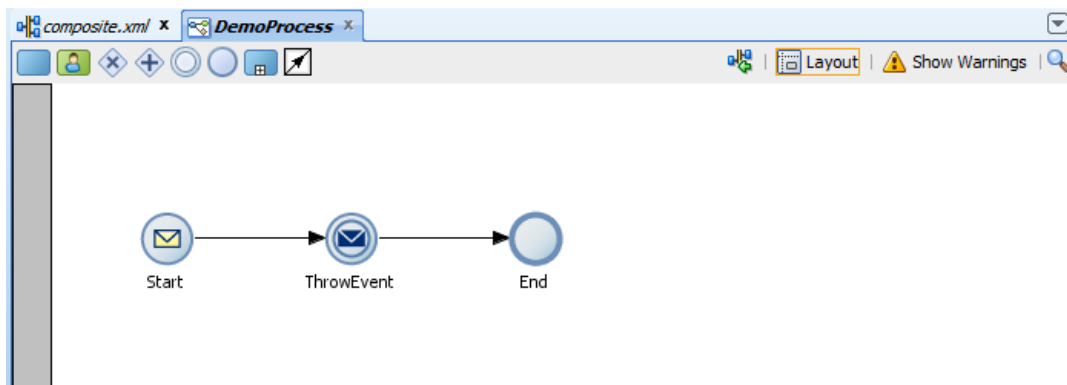 composite.xml x DemoProcess x
Layout Show Warnings
Start ThrowEvent End